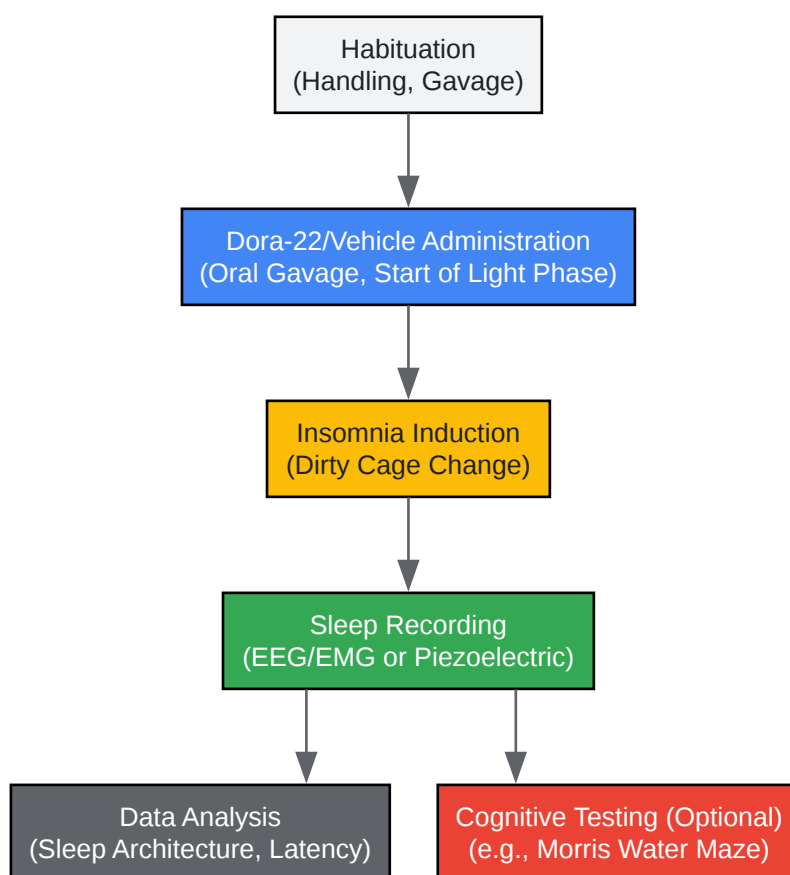 Habituation
(Handling, Gavage)
Dora-22/Vehicle Administration
(Oral Gavage, Start of Light Phase)
Insomnia Induction
(Dirty Cage Change)
Sleep Recording
(EEG/EMG or Piezoelectric)
Data Analysis
(Sleep Architecture, Latency)
Cognitive Testing (Optional)
(e.g., Morris Water Maze)